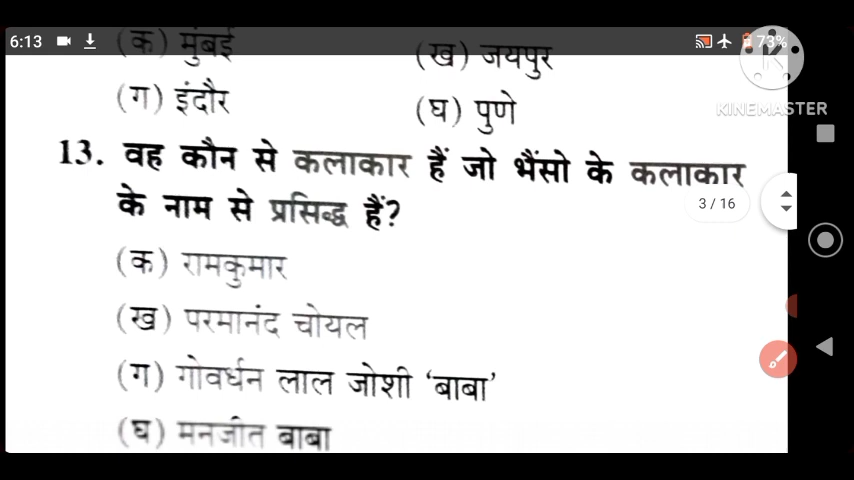 6:13
73%
(क) मुंबई
(ख) जयपुर
(ग) इंदौर
(घ) पुणे
KINEMASTER
13. वह कौन से कलाकार हैं जो भैंसो के कलाकार
के नाम से प्रसिद्ध हैं?
3 / 16
(क) रामकुमार
(ख) परमानंद चोयल
(ग) गोवर्धन लाल जोशी ‘बाबा’
(घ) मनजीत बाबा